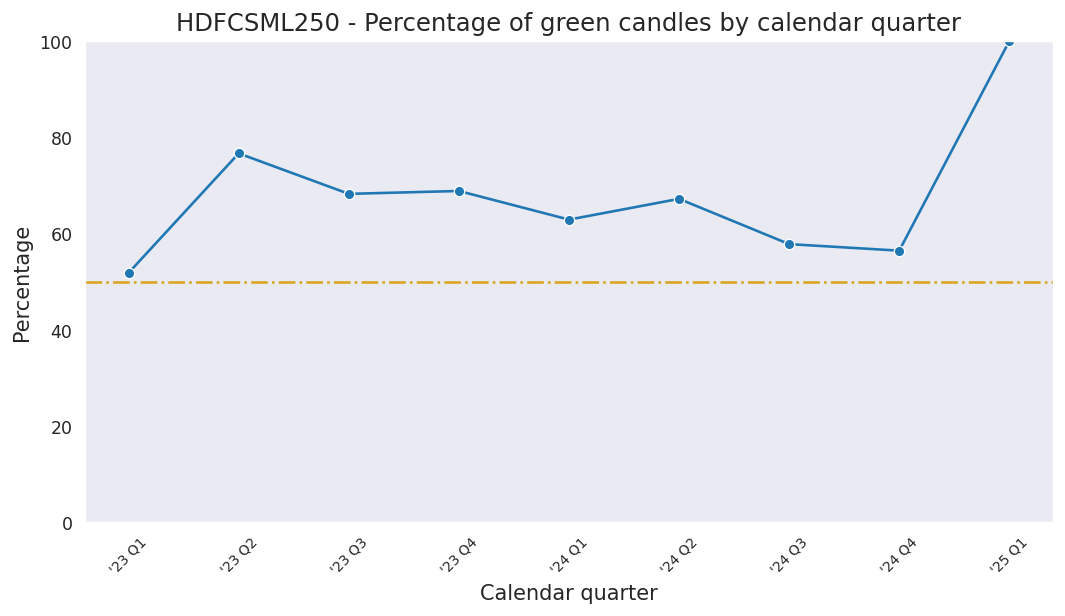 HDFCSML250 - Percentage of green candles by calendar quarter
100
80
60
40
20
0
Percentage
'23 Q1
'23 Q2
'23 Q3
'23 Q4
'24 Q1
'24 Q2
'24 Q3
'24 Q4
'25 Q1
Calendar quarter